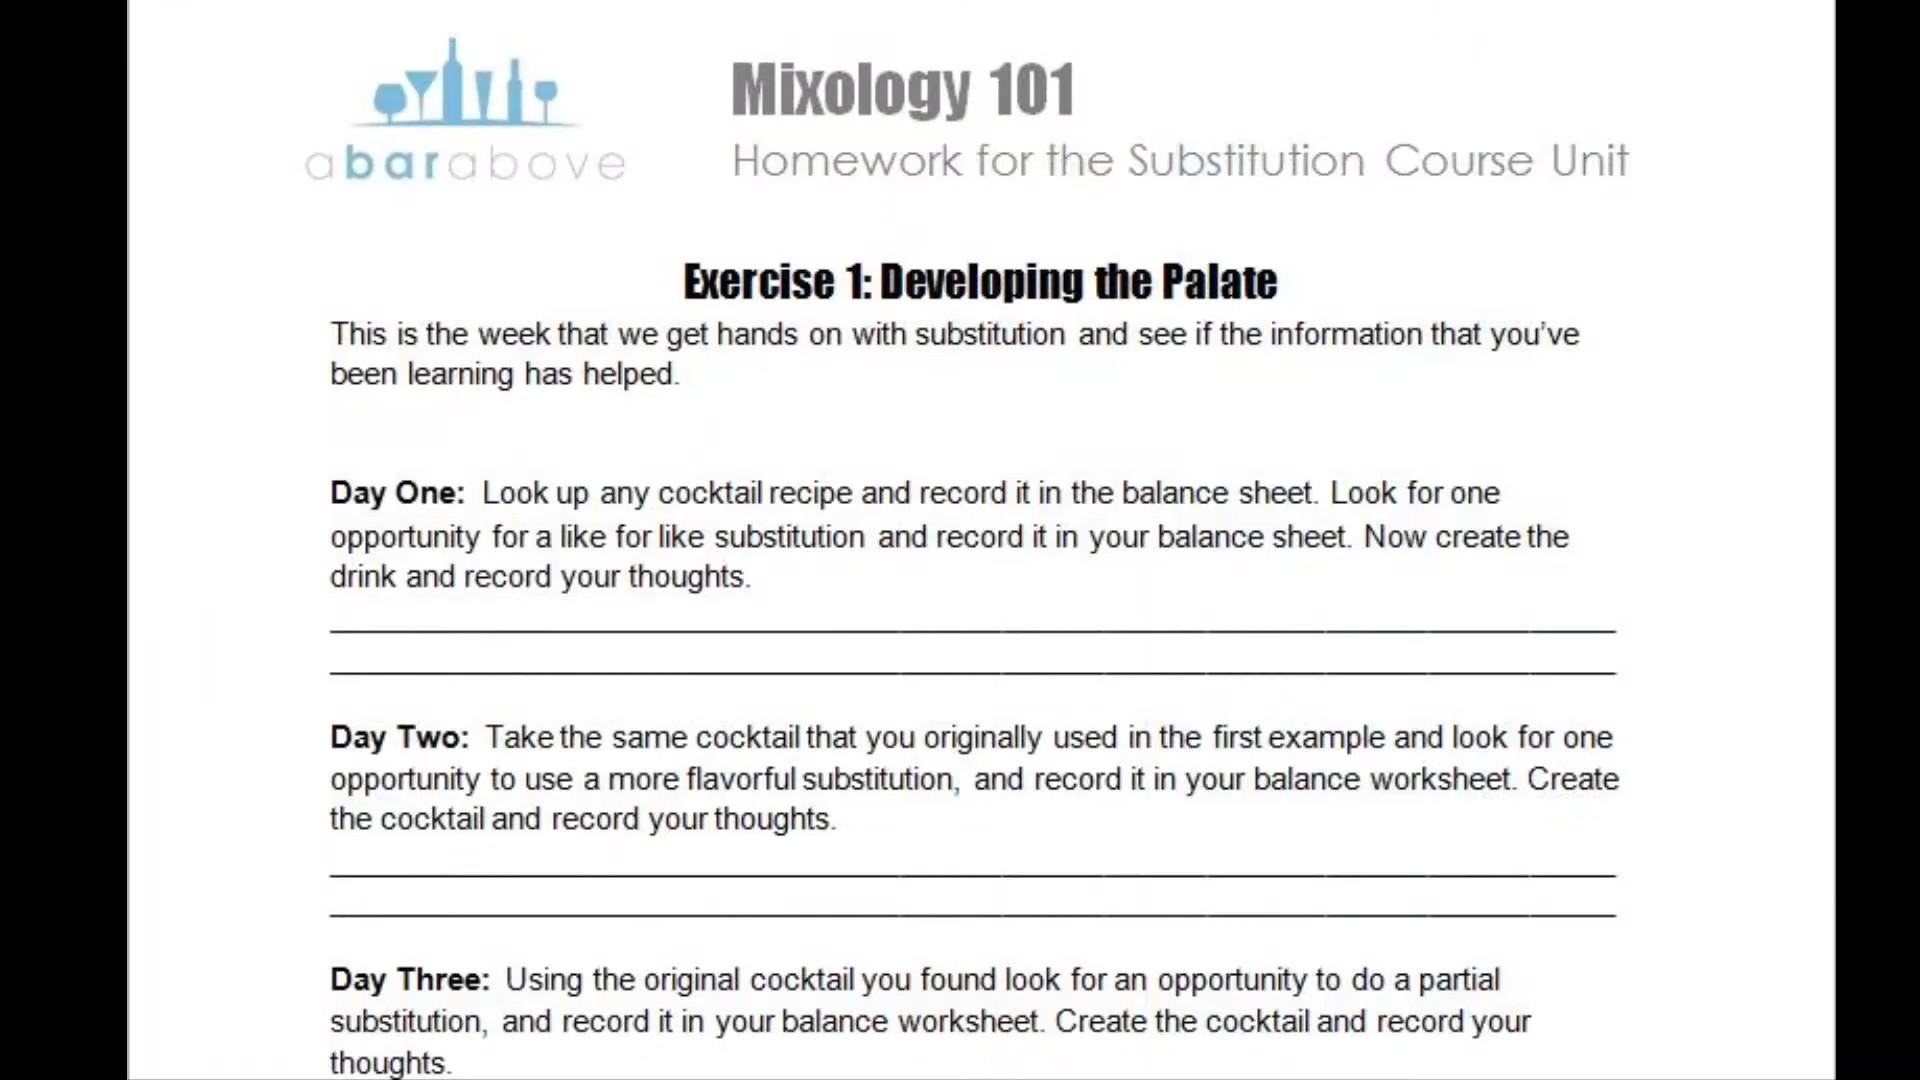 abarabove
Mixology 101
Homework for the Substitution Course Unit
Exercise 1: Developing the Palate
This is the week that we get hands on with substitution and see if the information that you've
been learning has helped.
Day One: Look up any cocktail recipe and record it in the balance sheet. Look for one
opportunity for a like for like substitution and record it in your balance sheet. Now create the
drink and record your thoughts.
Day Two: Take the same cocktail that you originally used in the first example and look for one
opportunity to use a more flavorful substitution, and record it in your balance worksheet. Create
the cocktail and record your thoughts.
Day Three: Using the original cocktail you found look for an opportunity to do a partial
substitution, and record it in your balance worksheet. Create the cocktail and record your
thoughts.